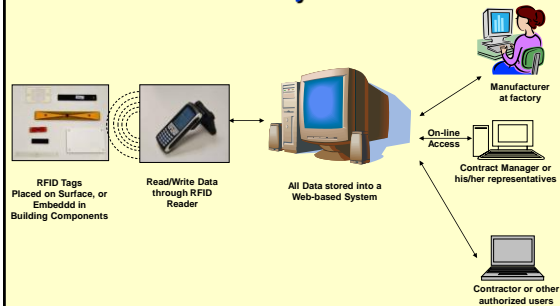 Manufacturer
at factory
On-line
Access
Contract Manager or
his/her representatives
RFID Tags
Placed on Surface, or
Embeddd in
Building Components
Read/Write Data
through RFID
Reader
All Data stored into a
Web-based System
Contractor or other
authorized users